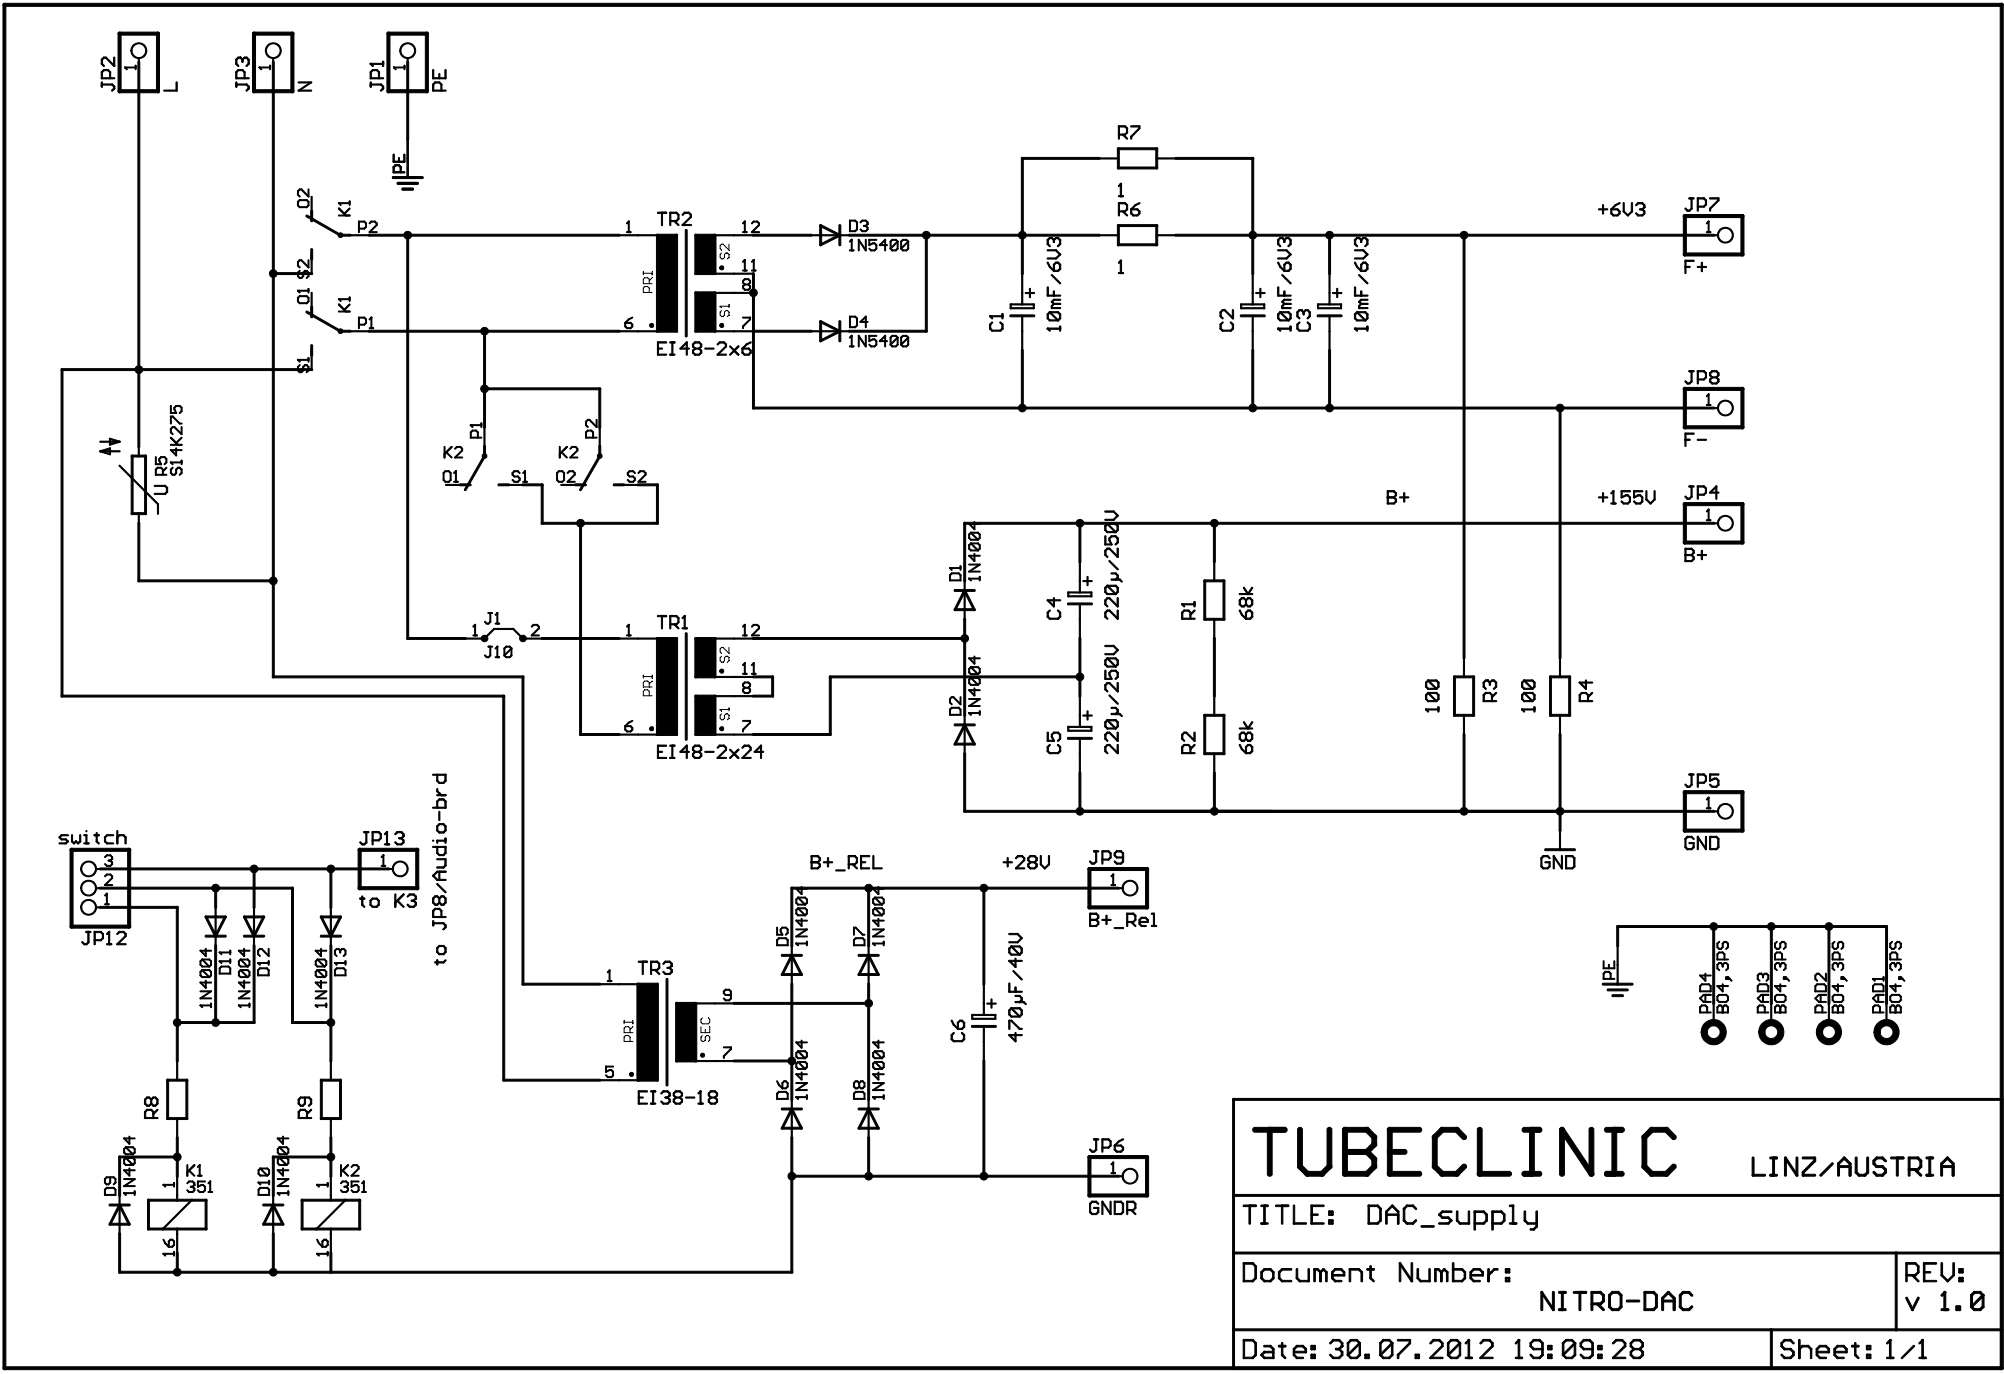 JP2
1
L
JP3
1
N
JP1
1
PE
PE
O2
K1
P2
S2
O1
K1
P1
S1
U
R5
S14K275
TR2
1
6
PRI
12
S2
11
8
S1
7
EI48-2x6
D3
1N5400
D4
1N5400
R7
1
R6
1
C1
10mF/6V3
C2
10mF/6V3
C3
10mF/6V3
+6V3
JP7
1
F+
JP8
1
F-
P1
K2
O1
S1
P2
K2
O2
S2
J1
1
2
J10
TR1
1
6
PRI
12
S2
11
8
S1
7
EI48-2x24
D1
1N4004
D2
1N4004
C4
220µ/250V
C5
220µ/250V
R1
68k
R2
68k
B+
+155V
JP4
1
B+
100
R3
100
R4
JP5
1
GND
GND
switch
3
2
1
JP12
JP13
1
to K3
to JP8/Audio-brd
1N4004
D11
1N4004
D12
1N4004
D13
R8
R9
D9
1N4004
K1
351
1
16
D10
1N4004
K2
351
1
16
TR3
1
5
PRI
9
SEC
7
EI38-18
B+_REL
+28V
D5
1N4004
D7
1N4004
D6
1N4004
D8
1N4004
C6
470µF/40V
JP9
1
B+_Rel
JP6
1
GNDR
PE
PAD4
BO4,3PS
PAD3
BO4,3PS
PAD2
BO4,3PS
PAD1
BO4,3PS
TUBECLINIC LINZ/AUSTRIA
TITLE: DAC_supply
Document Number:
NITRO-DAC
REV:
v 1.0
Date: 30.07.2012 19:09:28
Sheet: 1/1